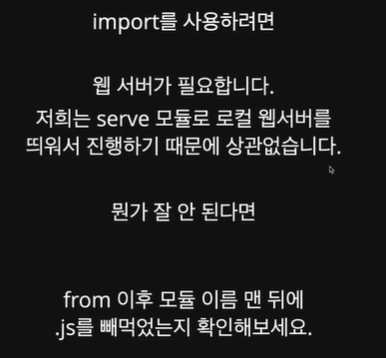 import를 사용하려면
웹 서버가 필요합니다.
저희는 serve 모듈로 로컬 웹서버를
띄워서 진행하기 때문에 상관없습니다.
뭔가 잘 안 된다면
from 이후 모듈 이름 맨 뒤에
.js를 빼먹었는지 확인해보세요.